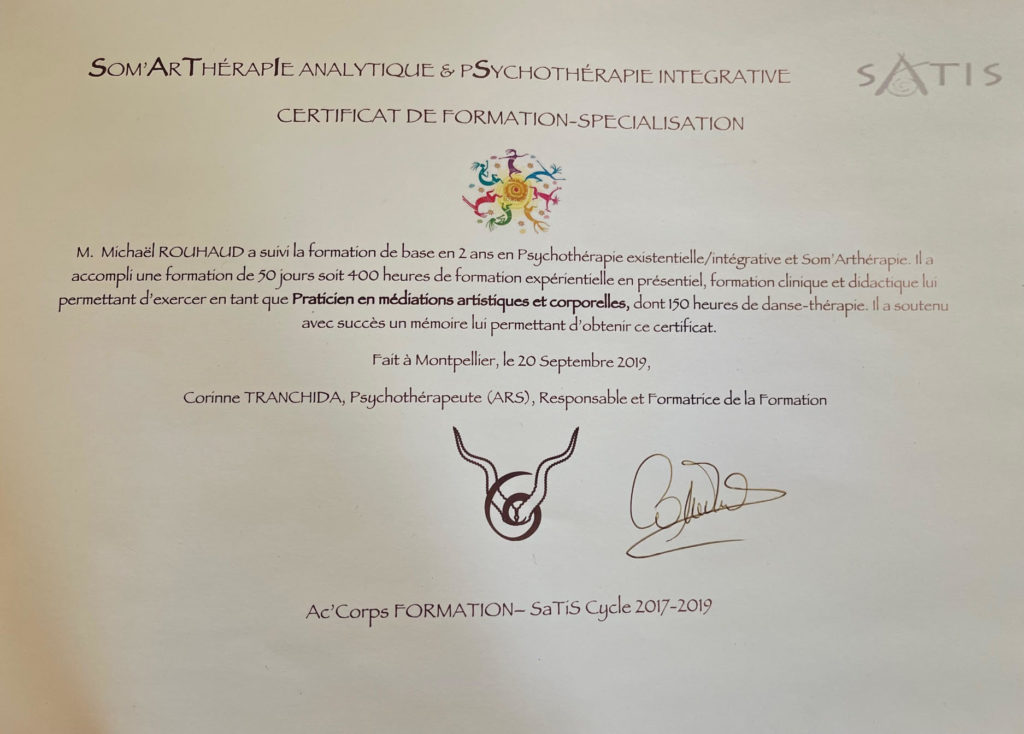 SOM'ARTHÉRAPIE ANALYTIQUE & PSYCHOTHÉRAPIE INTEGRATIVE
SATIS
CERTIFICAT DE FORMATION-SPECIALISATION
M. Michaël ROUHAUD a suivi la formation de base en 2 ans en Psychothérapie existentielle/intégrative et Som'Arthérapie. Il a
accompli une formation de 50 jours soit 400 heures de formation expérientielle en présentiel, formation clinique et didactique lui
permettant d'exercer en tant que Praticien en médiations artistiques et corporelles, dont 150 heures de danse-thérapie. Il a soutenu
avec succès un mémoire lui permettant d'obtenir ce certificat.
Fait à Montpellier, le 20 Septembre 2019,
Corinne TRANCHIDA, Psychothérapeute (ARS), Responsable et Formatrice de la Formation
Ac'Corps FORMATION– SaTiS Cycle 2017-2019